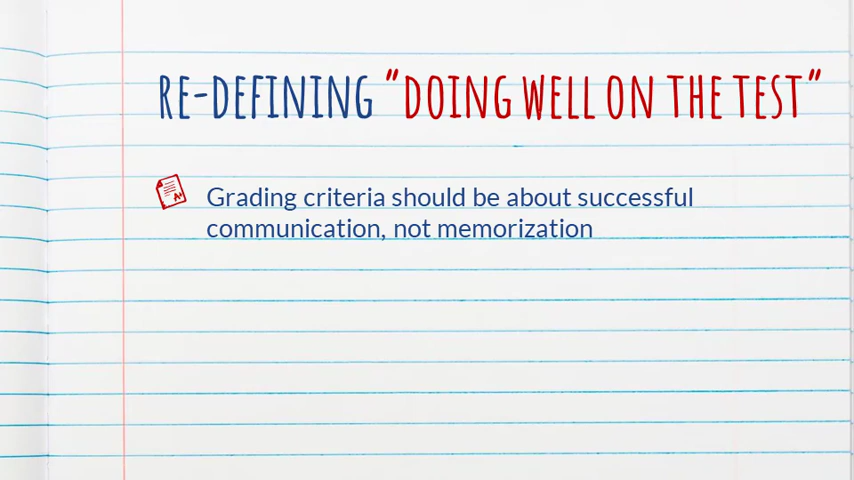 RE-DEFINING "DOING WELL ON THE TEST"
Grading criteria should be about successful
communication, not memorization